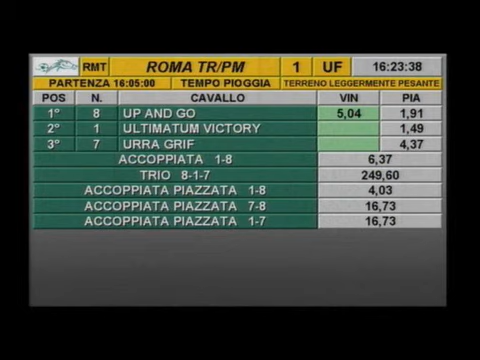 RMT ROMA TR/PM 1 UF 16:23:38
PARTENZA 16:05:00 TEMPO PIOGGIA TERRENO LEGGERMENTE PESANTE
POS N. CAVALLO VIN PIA
1° 8 UP AND GO 5,04 1,91
2° 1 ULTIMATUM VICTORY 1,49
3° 7 URRA GRIF 4,37
ACCOPPIATA 1-8 6,37
TRIO 8-1-7 249,60
ACCOPPIATA PIAZZATA 1-8 4,03
ACCOPPIATA PIAZZATA 7-8 16,73
ACCOPPIATA PIAZZATA 1-7 16,73